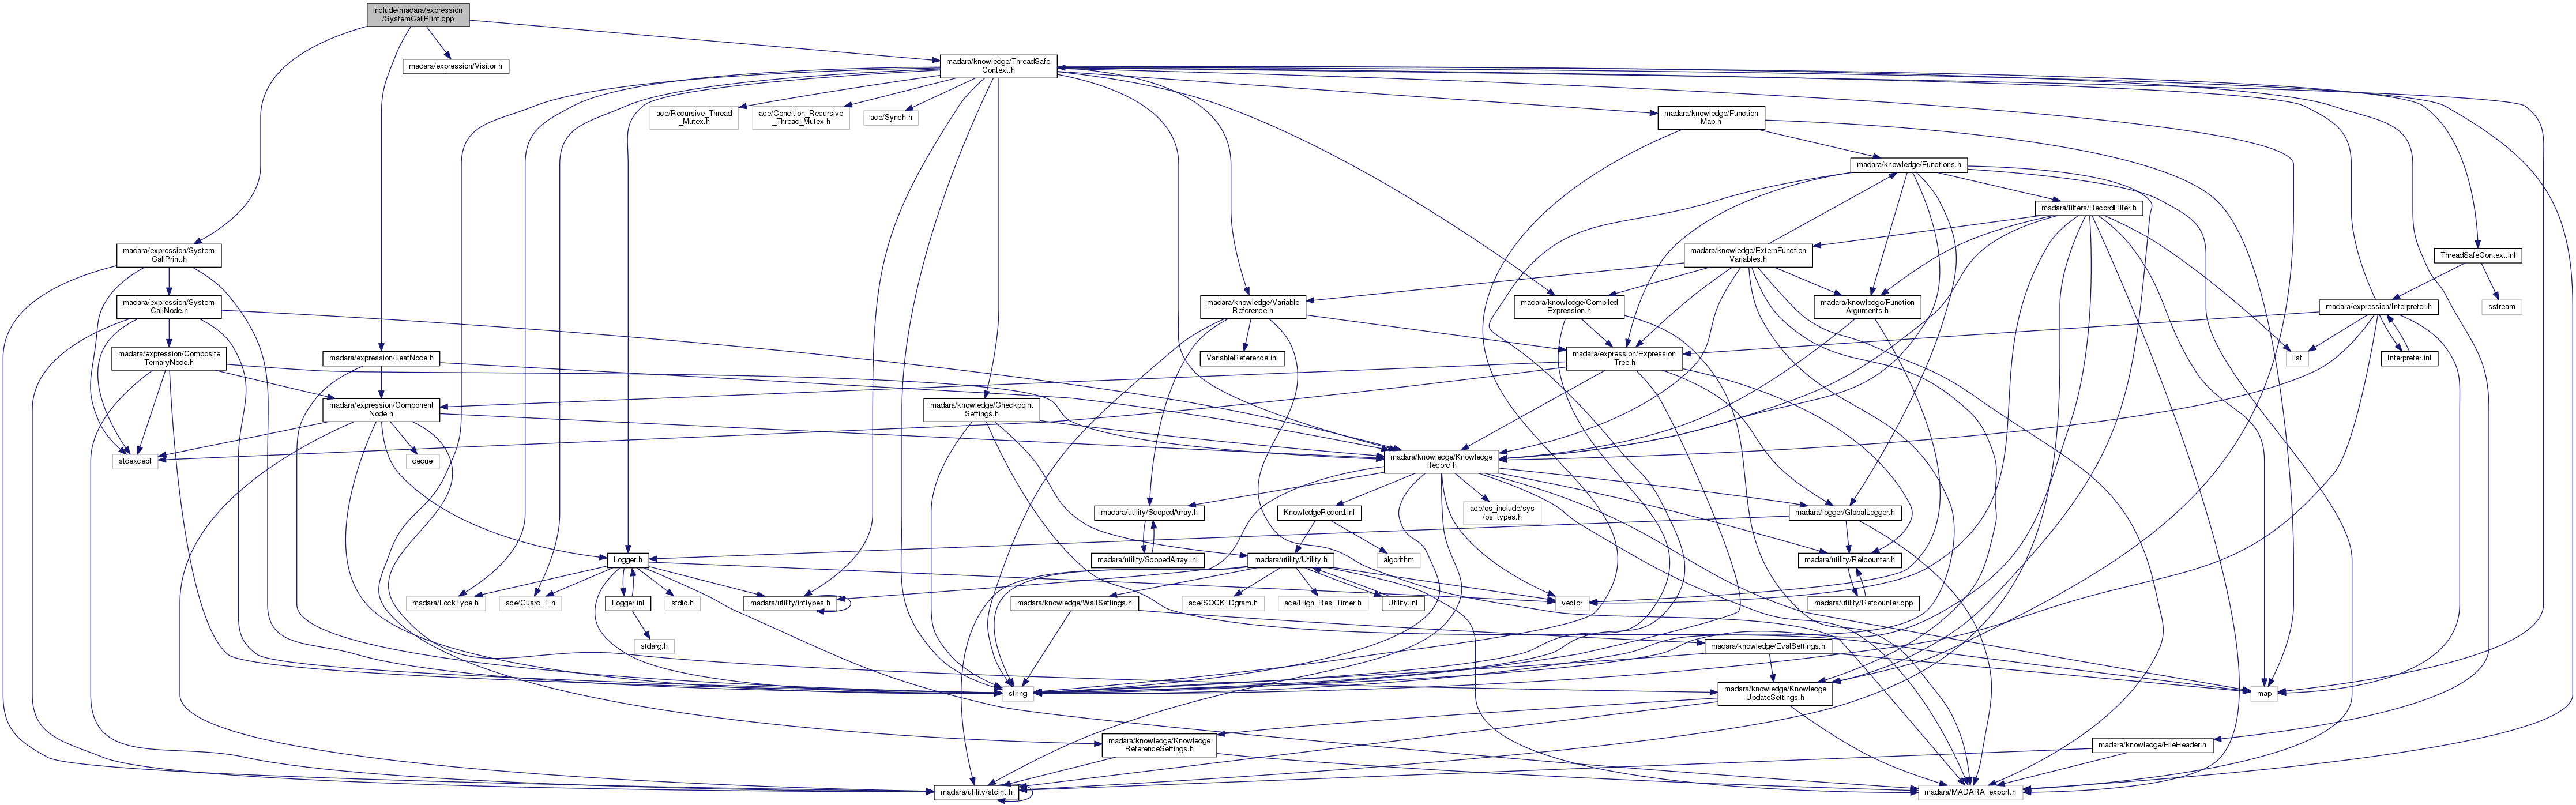 include/madara/expression
/SystemCallPrint.cpp
madara/expression/Visitor.h
madara/knowledge/ThreadSafe
Context.h
ace/Recursive_Thread
_Mutex.h
ace/Condition_Recursive
_Thread_Mutex.h
ace/Synch.h
madara/knowledge/Function
Map.h
madara/knowledge/Functions.h
madara/filters/RecordFilter.h
madara/expression/System
CallPrint.h
madara/knowledge/ExternFunction
Variables.h
ThreadSafeContext.inl
madara/expression/System
CallNode.h
madara/knowledge/Variable
Reference.h
madara/knowledge/Compiled
Expression.h
madara/knowledge/Function
Arguments.h
madara/expression/Interpreter.h
sstream
madara/expression/Composite
TernaryNode.h
madara/expression/LeafNode.h
VariableReference.inl
madara/expression/Expression
Tree.h
list
Interpreter.inl
madara/expression/Component
Node.h
madara/knowledge/Checkpoint
Settings.h
stdexcept
deque
madara/knowledge/Knowledge
Record.h
madara/utility/ScopedArray.h
KnowledgeRecord.inl
ace/os_include/sys
/os_types.h
madara/logger/GlobalLogger.h
Logger.h
madara/utility/ScopedArray.inl
madara/utility/Utility.h
algorithm
madara/utility/Refcounter.h
madara/LockType.h
ace/Guard_T.h
Logger.inl
stdio.h
madara/utility/inttypes.h
madara/knowledge/WaitSettings.h
ace/SOCK_Dgram.h
ace/High_Res_Timer.h
Utility.inl
vector
madara/utility/Refcounter.cpp
stdarg.h
madara/knowledge/EvalSettings.h
string
madara/knowledge/Knowledge
UpdateSettings.h
map
madara/knowledge/Knowledge
ReferenceSettings.h
madara/knowledge/FileHeader.h
madara/utility/stdint.h
madara/MADARA_export.h